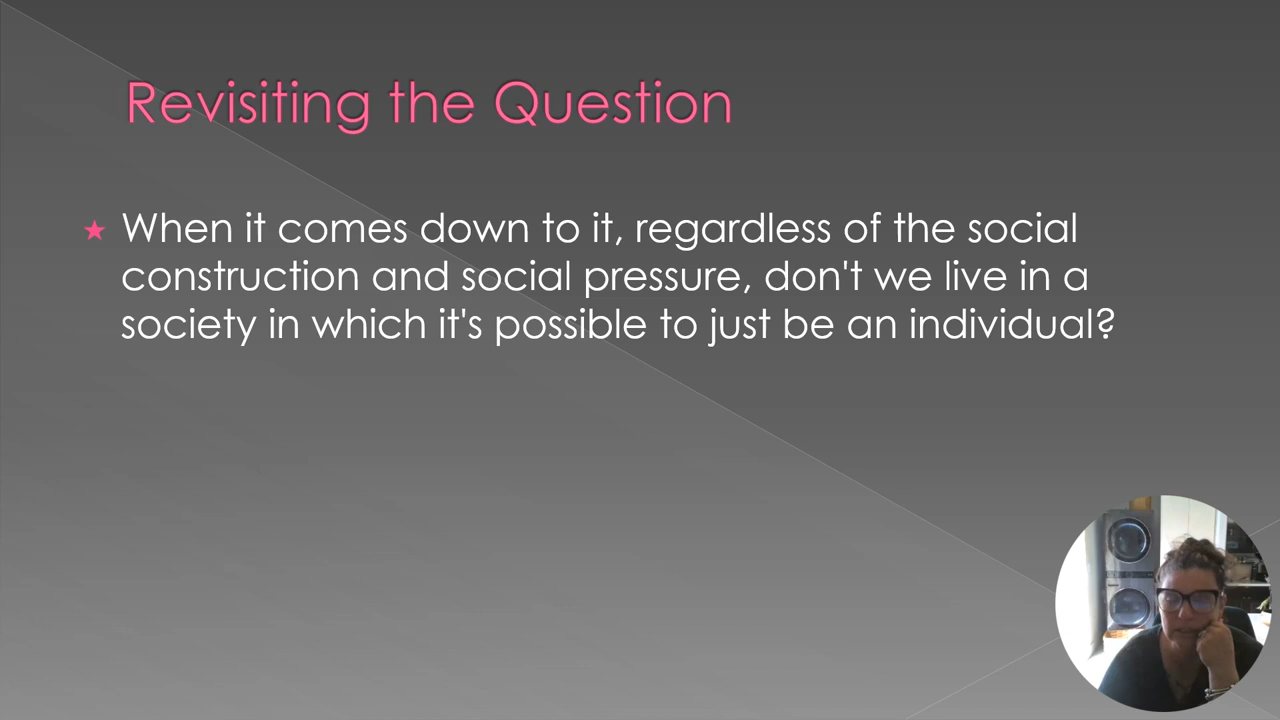 Revisiting the Question
When it comes down to it, regardless of the social
construction and social pressure, don't we live in a
society in which it's possible to just be an individual?